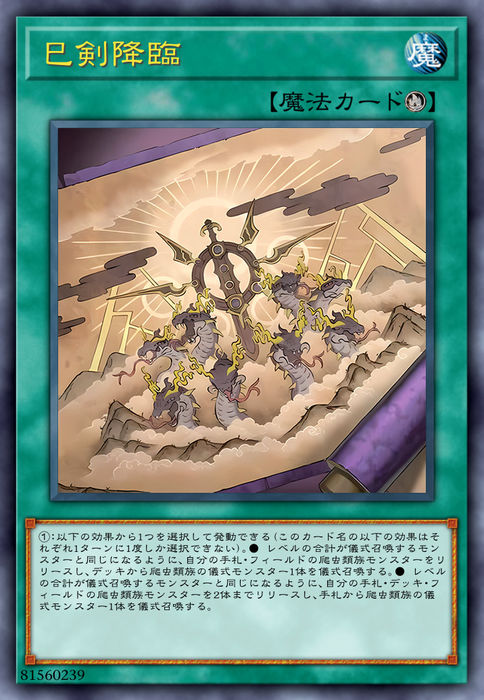 巳剣降臨
魔
【魔法カード】
①:以下の効果から1つを選択して発動できる(このカード名の以下の効果はそ
れぞれ1ターンに1度しか選択できない)。● レベルの合計が儀式召喚するモン
スターと同じになるように、自分の手札・フィールドの爬虫類族モンスターをリ
リースし、デッキから爬虫類族の儀式モンスター1体を儀式召喚する。● レベ
ルの合計が儀式召喚するモンスターと同じになるように、自分の手札・デッキ・フ
ィールドの爬虫類族モンスターを2体までリリースし、手札から爬虫類族の儀
式モンスター1体を儀式召喚する。
81560239